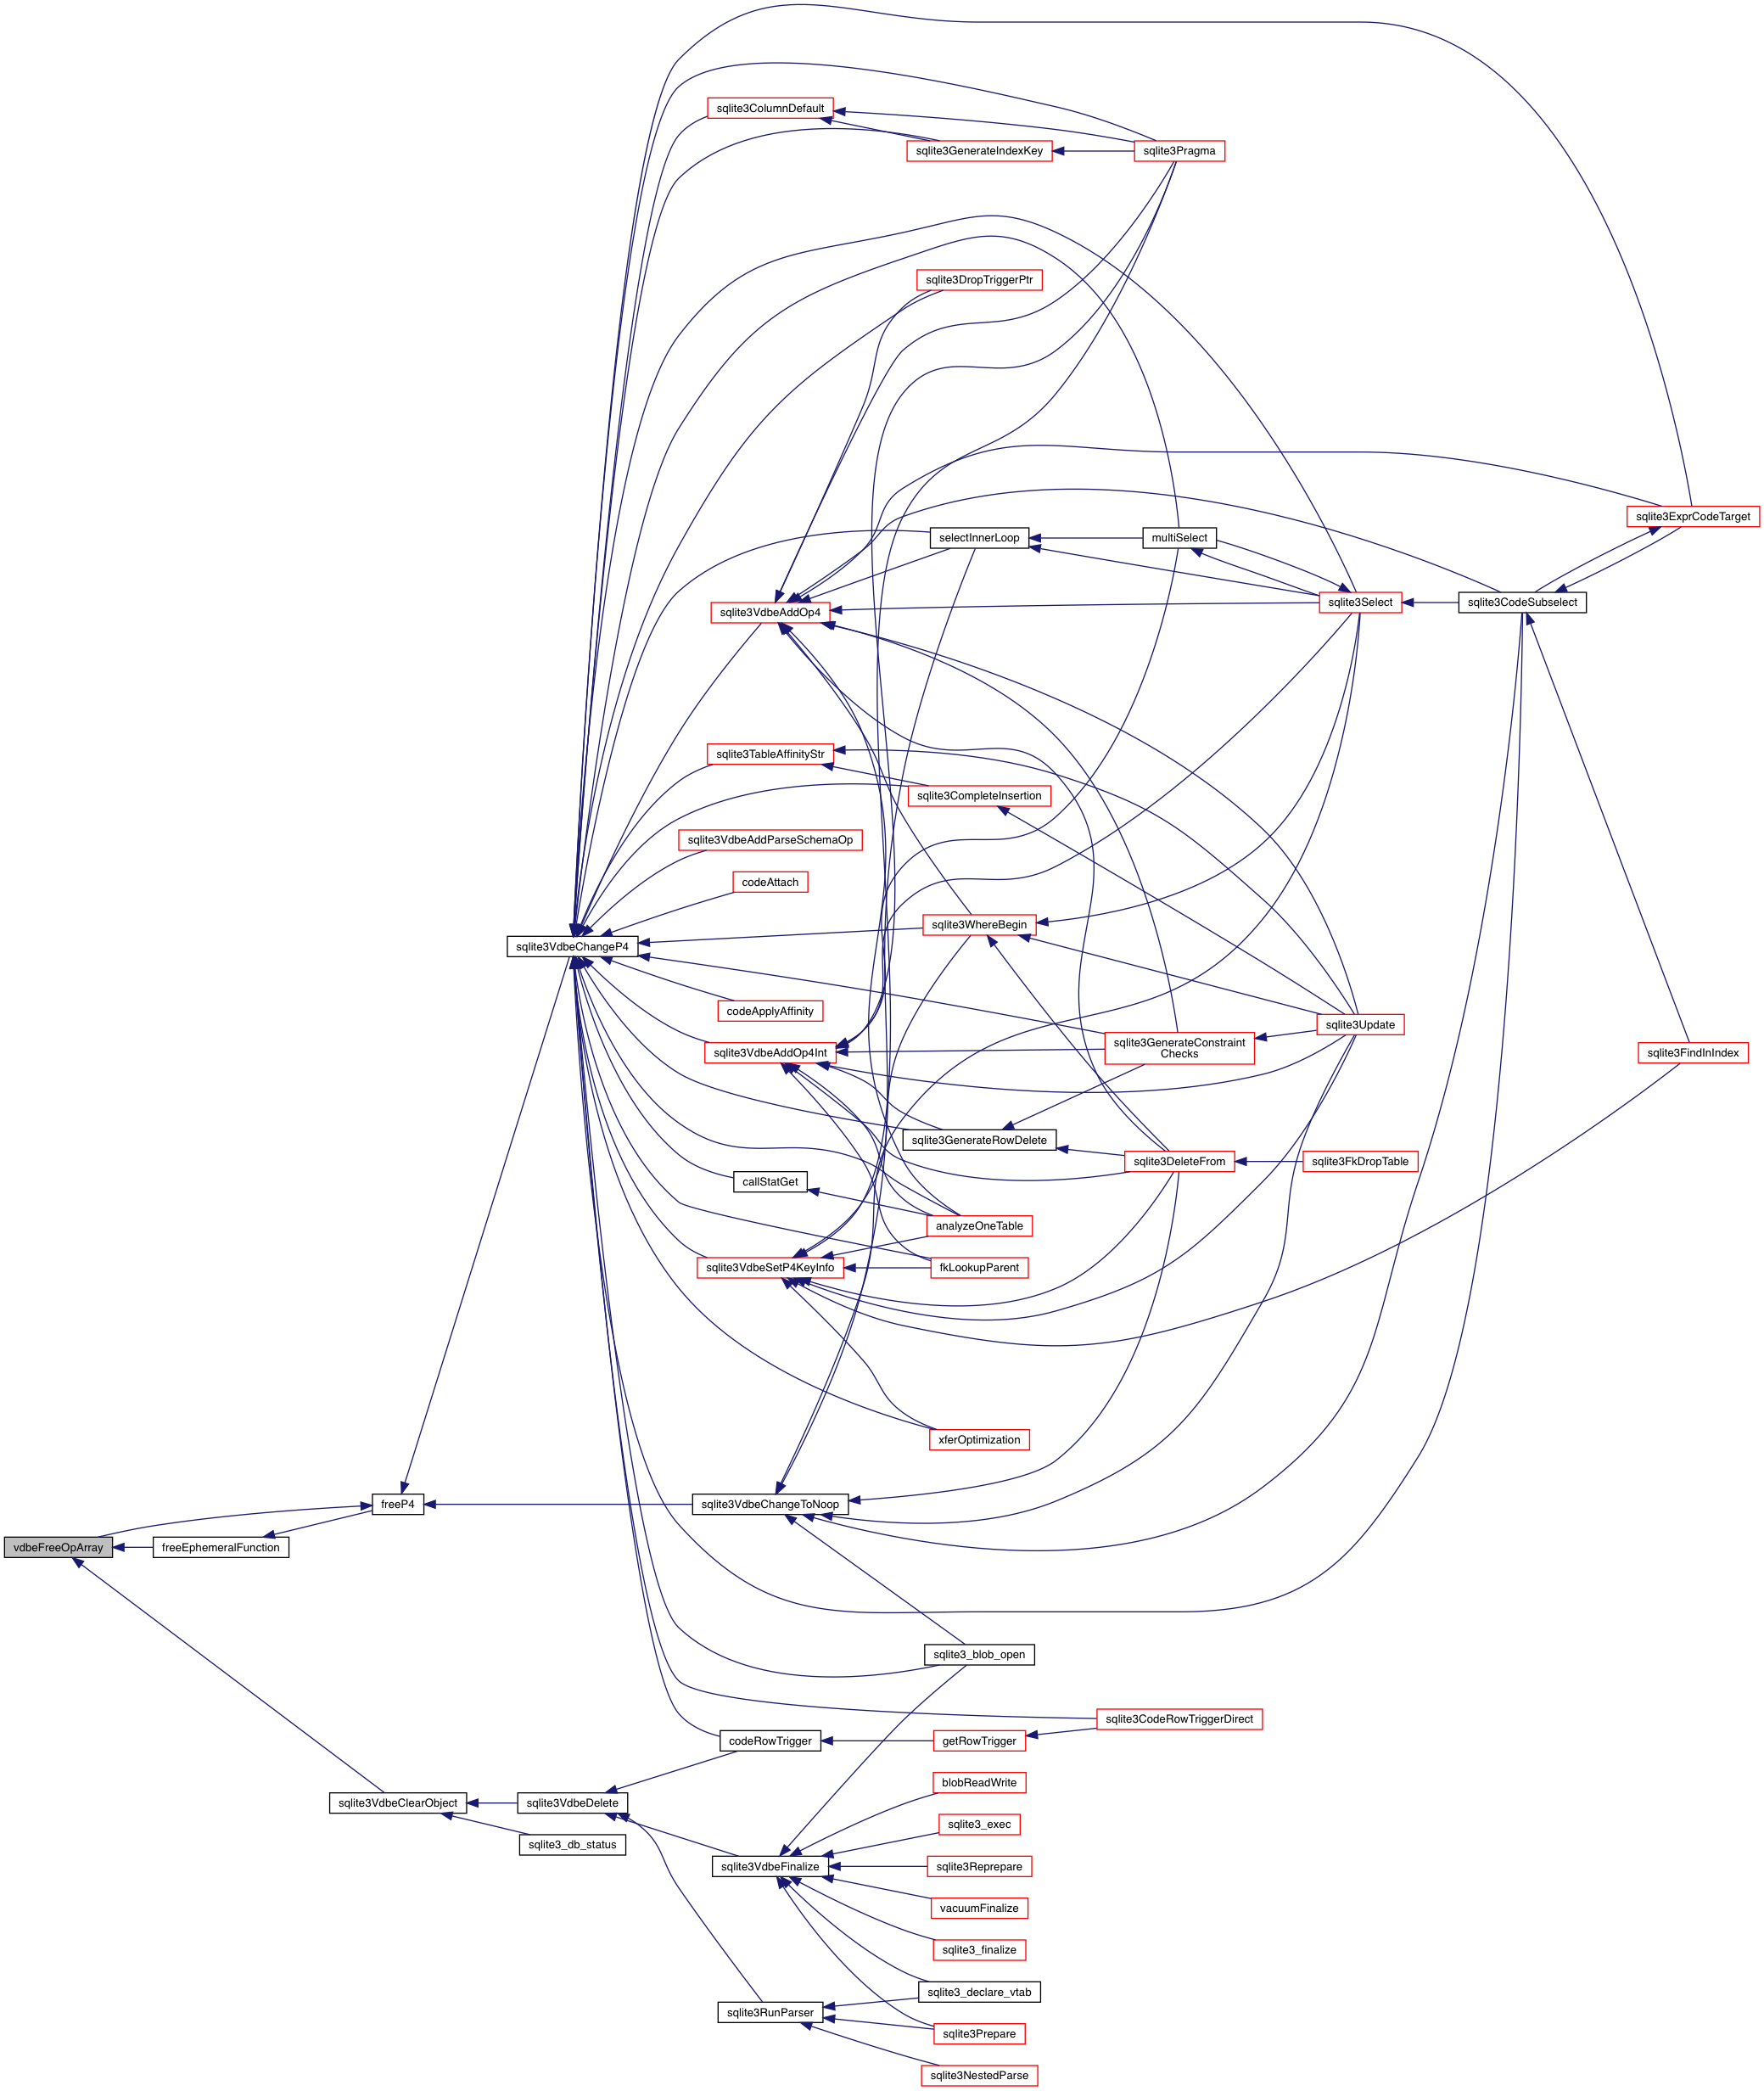 sqlite3ColumnDefault
sqlite3GenerateIndexKey
sqlite3Pragma
sqlite3DropTriggerPtr
sqlite3ExprCodeTarget
selectInnerLoop
multiSelect
sqlite3VdbeAddOp4
sqlite3Select
sqlite3CodeSubselect
sqlite3TableAffinityStr
sqlite3CompleteInsertion
sqlite3VdbeAddParseSchemaOp
codeAttach
sqlite3WhereBegin
sqlite3VdbeChangeP4
codeApplyAffinity
sqlite3Update
sqlite3VdbeAddOp4Int
sqlite3GenerateConstraint
Checks
sqlite3FindInIndex
sqlite3GenerateRowDelete
sqlite3DeleteFrom
sqlite3FkDropTable
callStatGet
analyzeOneTable
sqlite3VdbeSetP4KeyInfo
fkLookupParent
xferOptimization
freeP4
sqlite3VdbeChangeToNoop
vdbeFreeOpArray
freeEphemeralFunction
sqlite3_blob_open
sqlite3CodeRowTriggerDirect
codeRowTrigger
getRowTrigger
blobReadWrite
sqlite3VdbeClearObject
sqlite3VdbeDelete
sqlite3_exec
sqlite3_db_status
sqlite3VdbeFinalize
sqlite3Reprepare
vacuumFinalize
sqlite3_finalize
sqlite3_declare_vtab
sqlite3RunParser
sqlite3Prepare
sqlite3NestedParse